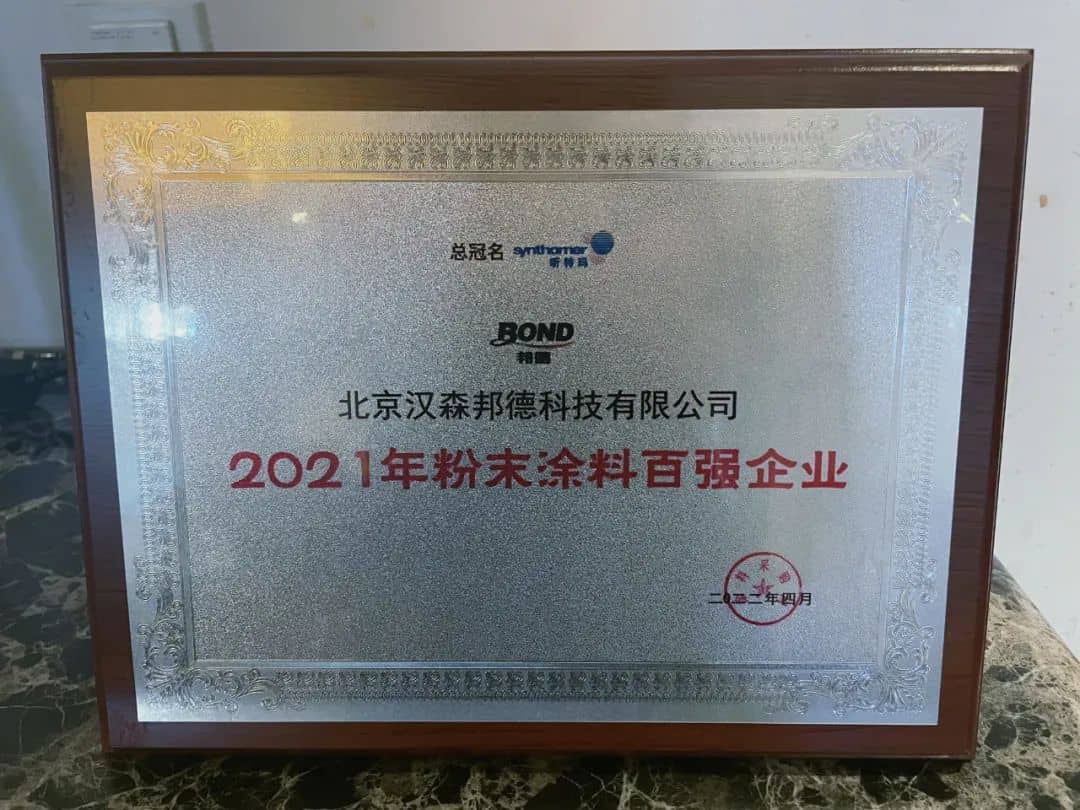 总冠名 synthomer
昕特玛
BOND
邦德
北京汉森邦德科技有限公司
2021年粉末涂料百强企业
二〇二二年四月